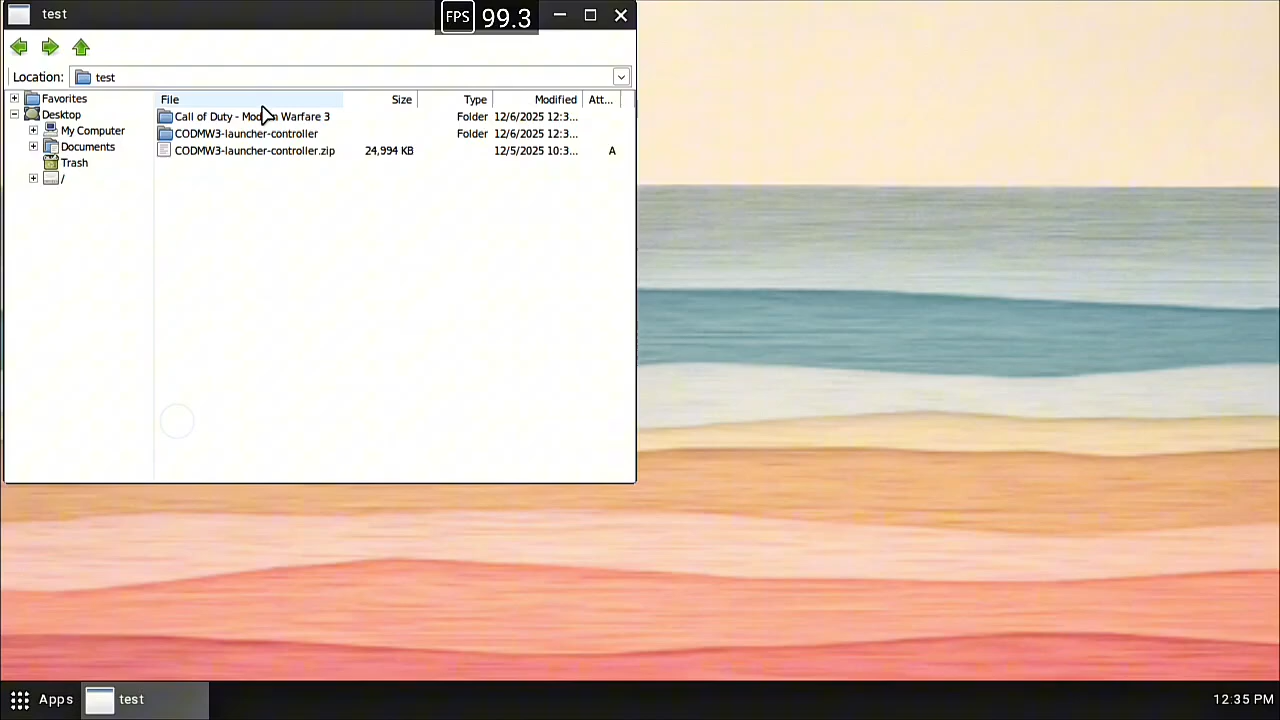 test
FPS 99.3
Location: test
Favorites
Desktop
My Computer
Documents
Trash
/
File Size Type Modified Att...
Call of Duty - Modern Warfare 3 Folder 12/6/2025 12:3...
CODMW3-launcher-controller Folder 12/6/2025 12:3...
CODMW3-launcher-controller.zip 24,994 KB 12/5/2025 10:3... A
Apps test 12:35 PM